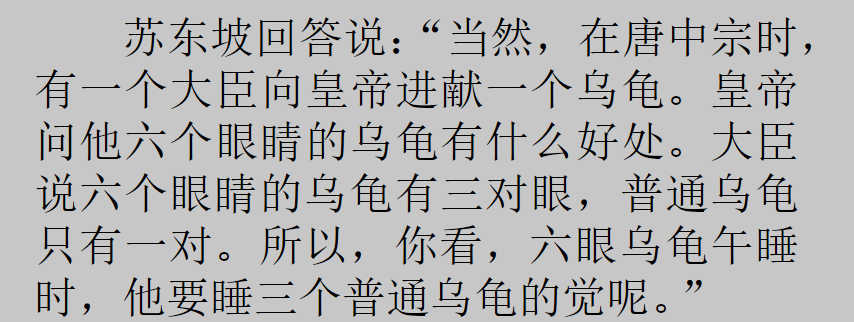 苏东坡回答说：“当然，在唐中宗时，
有一个大臣向皇帝进献一个乌龟。皇帝
问他六个眼睛的乌龟有什么好处。大臣
说六个眼睛的乌龟有三对眼，普通乌龟
只有一对。所以，你看，六眼乌龟午睡
时，他要睡三个普通乌龟的觉呢。”